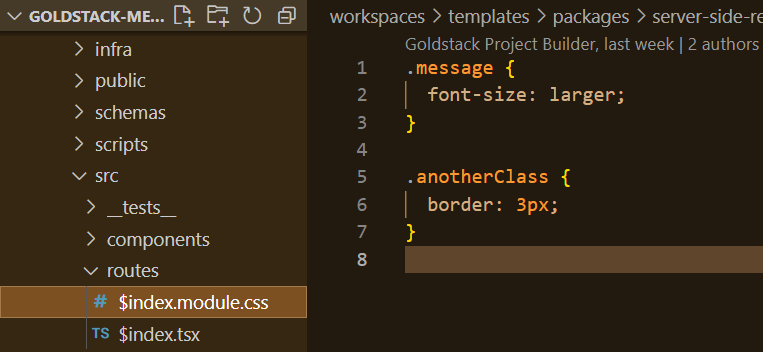 GOLDSTACK-ME...
infra
public
schemas
scripts
src
__tests__
components
routes
# $index.module.css
TS $index.tsx
workspaces > templates > packages > server-side-re
Goldstack Project Builder, last week | 2 authors
1 .message {
2 font-size: larger;
3 }
4
5 .anotherClass {
6 border: 3px;
7 }
8